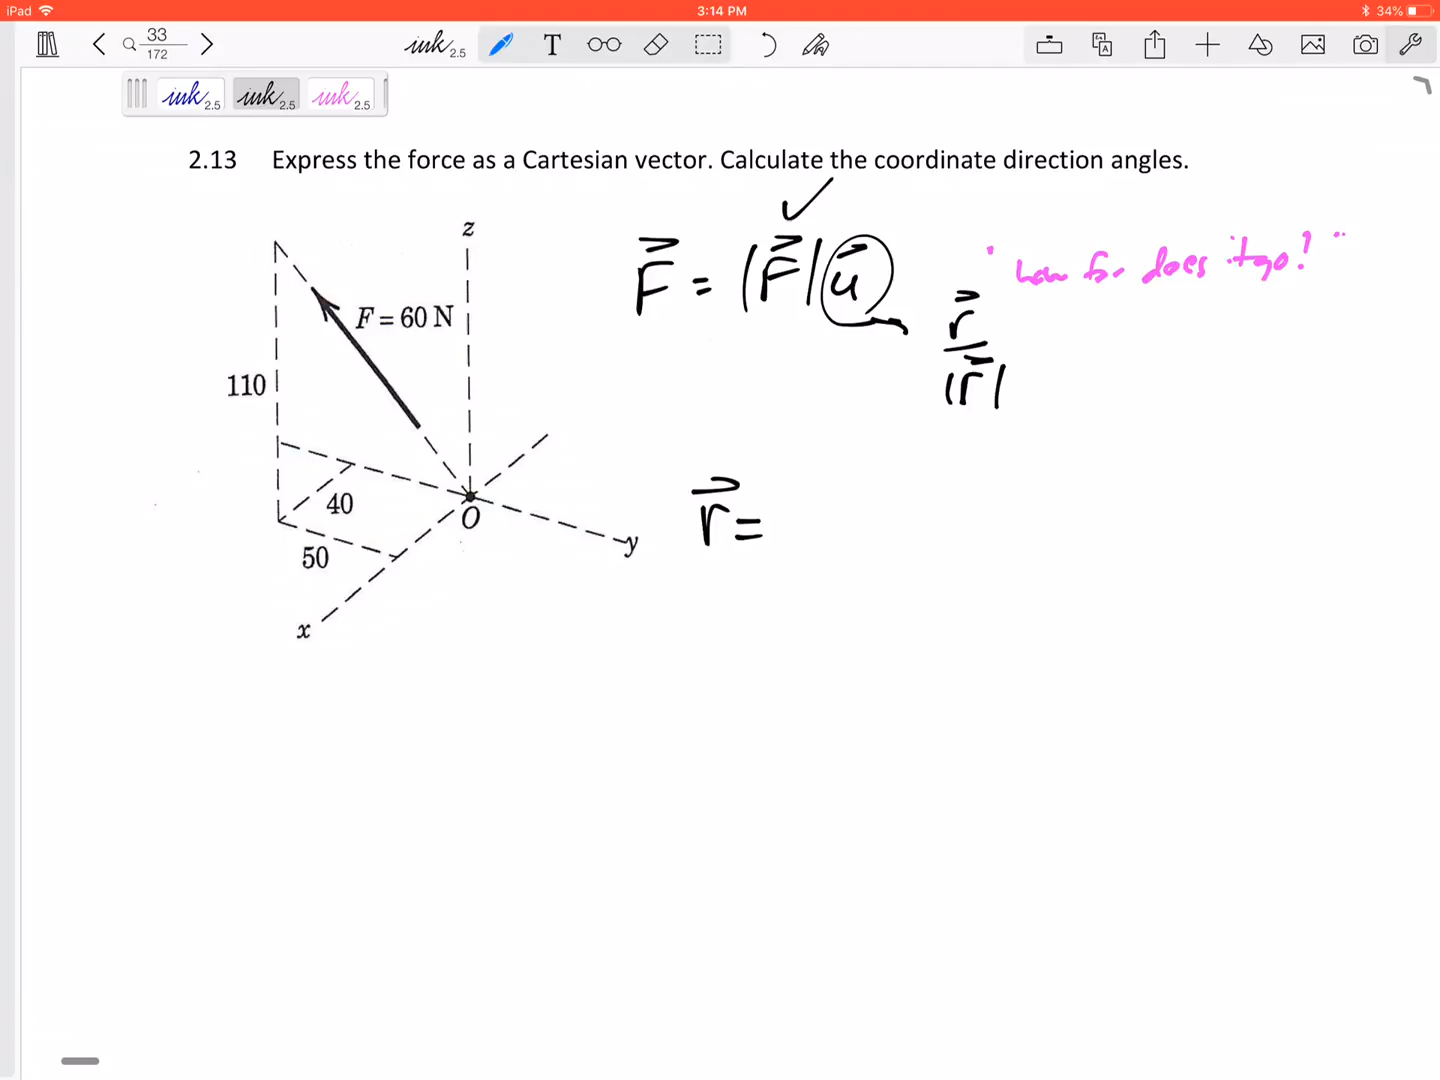 iPad
3:14 PM
34%
33
172
ink 2.5
T
ink 2.5
ink 2.5
ink 2.5
2.13 Express the force as a Cartesian vector. Calculate the coordinate direction angles.
z
F = |F| u
"how far does it go?"
F = 60 N
r
|r|
110
40
O
r =
50
y
x